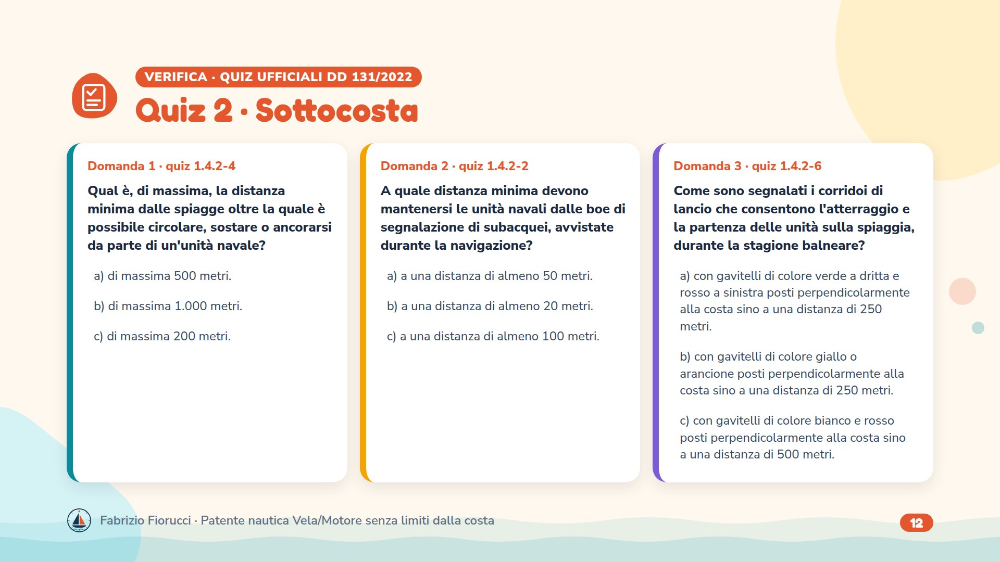 VERIFICA · QUIZ UFFICIALI DD 131/2022
Quiz 2 · Sottocosta
Domanda 1 · quiz 1.4.2-4
Qual è, di massima, la distanza
minima dalle spiagge oltre la quale è
possibile circolare, sostare o ancorarsi
da parte di un'unità navale?
a) di massima 500 metri.
b) di massima 1.000 metri.
c) di massima 200 metri.
Domanda 2 · quiz 1.4.2-2
A quale distanza minima devono
mantenersi le unità navali dalle boe di
segnalazione di subacquei, avvistate
durante la navigazione?
a) a una distanza di almeno 50 metri.
b) a una distanza di almeno 20 metri.
c) a una distanza di almeno 100 metri.
Domanda 3 · quiz 1.4.2-6
Come sono segnalati i corridoi di
lancio che consentono l'atterraggio e
la partenza delle unità sulla spiaggia,
durante la stagione balneare?
a) con gavitelli di colore verde a dritta e
rosso a sinistra posti perpendicolarmente
alla costa sino a una distanza di 250
metri.
b) con gavitelli di colore giallo o
arancione posti perpendicolarmente alla
costa sino a una distanza di 250 metri.
c) con gavitelli di colore bianco e rosso
posti perpendicolarmente alla costa sino
a una distanza di 500 metri.
Fabrizio Fiorucci · Patente nautica Vela/Motore senza limiti dalla costa
12